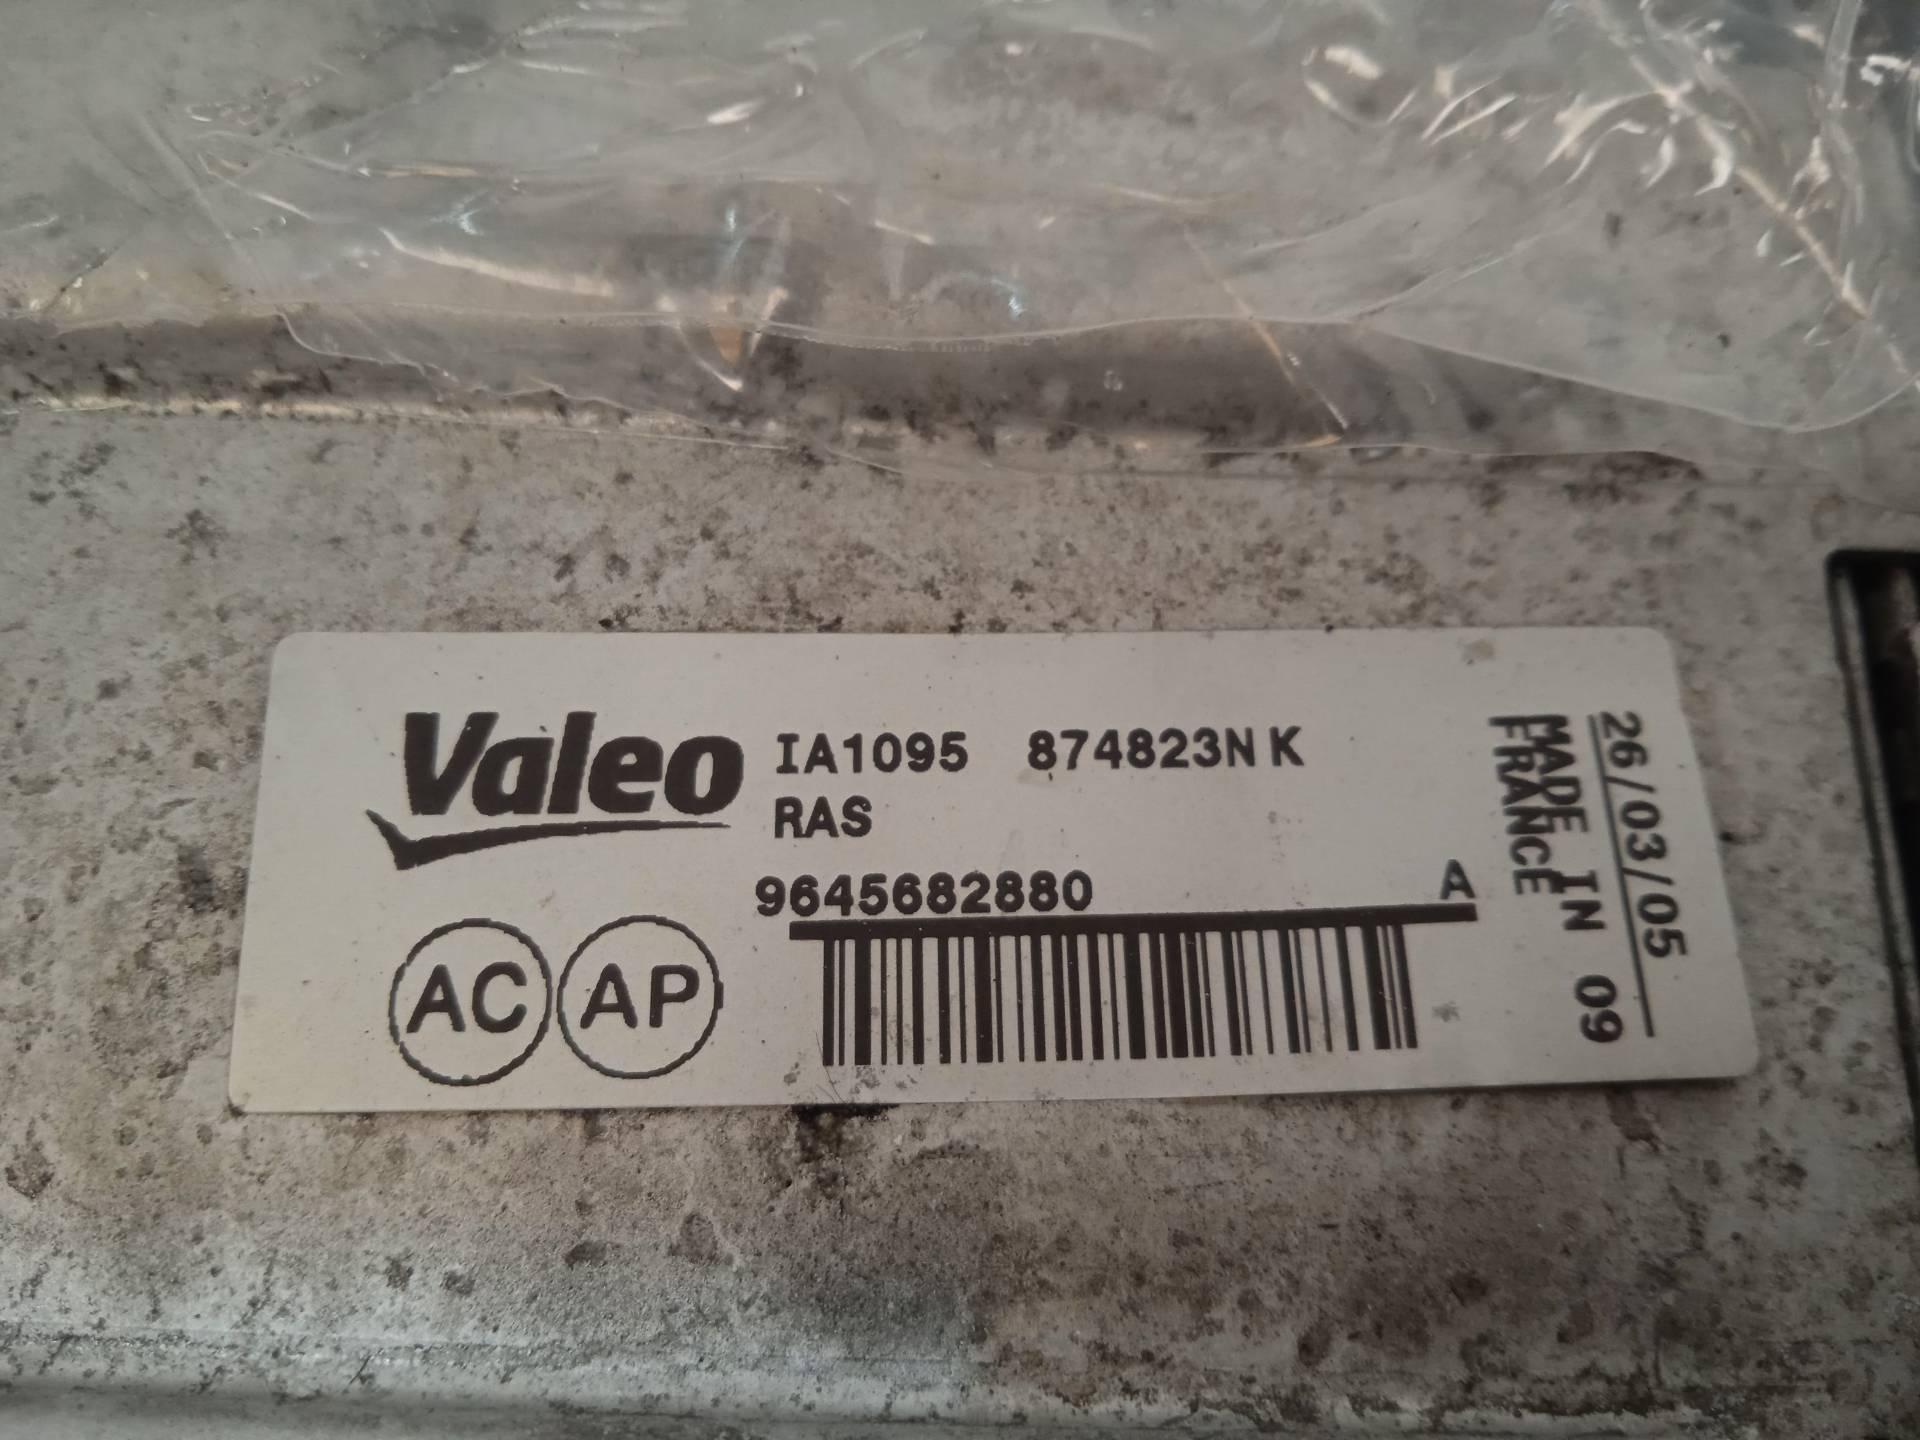 Valeo
IA1095 874823N K
RAS
9645682880 A
AC AP
26/03/05
MADE IN 09
FRANCE